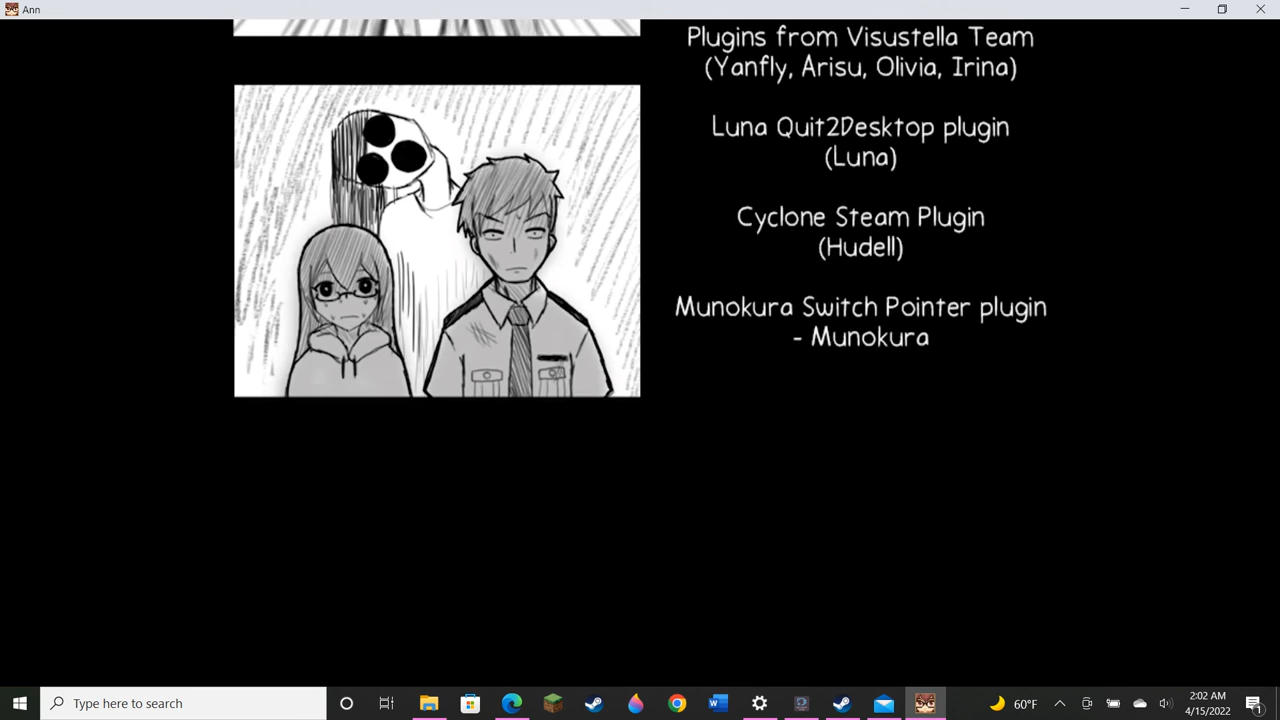 Ann
Plugins from Visustella Team
(Yanfly, Arisu, Olivia, Irina)
Luna Quit2Desktop plugin
(Luna)
Cyclone Steam Plugin
(Hudell)
Munokura Switch Pointer plugin
- Munokura
Type here to search
60°F
2:02 AM
4/15/2022
1